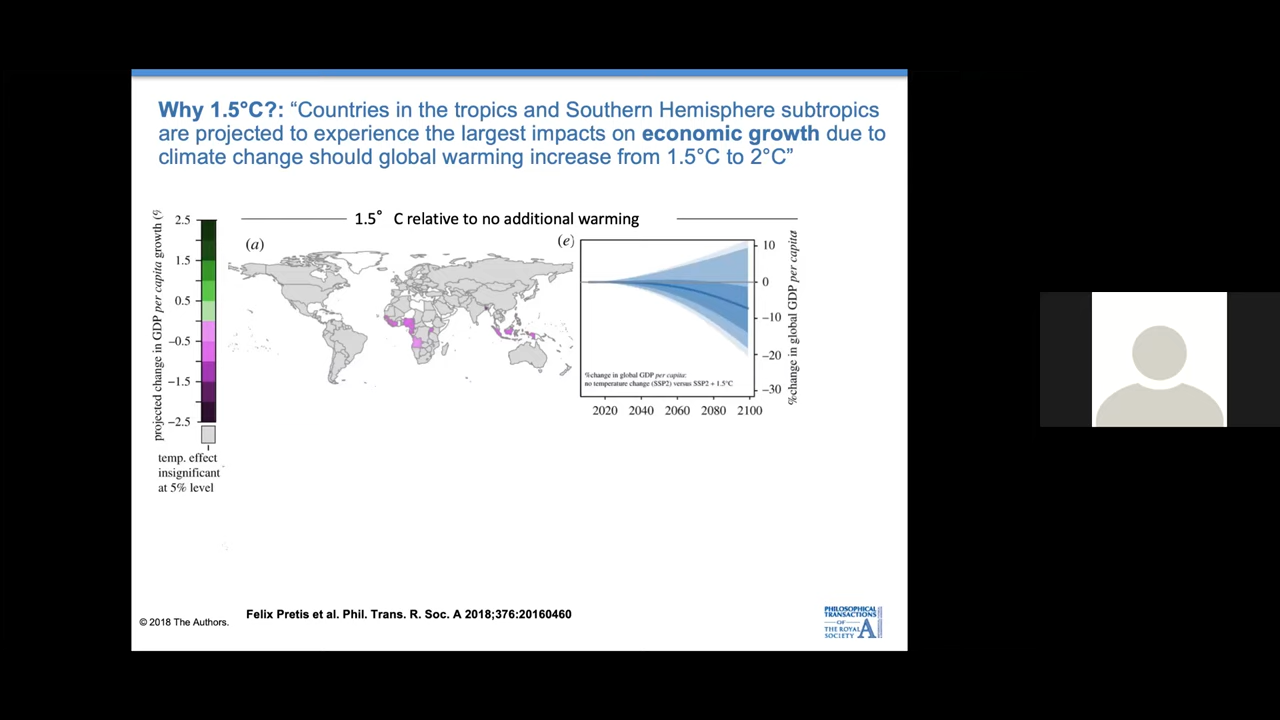 Why 1.5°C?: “Countries in the tropics and Southern Hemisphere subtropics
are projected to experience the largest impacts on economic growth due to
climate change should global warming increase from 1.5°C to 2°C”
1.5° C relative to no additional warming
projected change in GDP per capita growth (%
2.5
1.5
0.5
−0.5
−1.5
−2.5
temp. effect
insignificant
at 5% level
(a)
(e)
10
0
−10
−20
−30
%change in global GDP per capita
%change in global GDP per capita:
no temperature change (SSP2) versus SSP2 + 1.5°C
2020 2040 2060 2080 2100
Felix Pretis et al. Phil. Trans. R. Soc. A 2018;376:20160460
© 2018 The Authors.
PHILOSOPHICAL
TRANSACTIONS
OF
THE ROYAL
SOCIETY
A